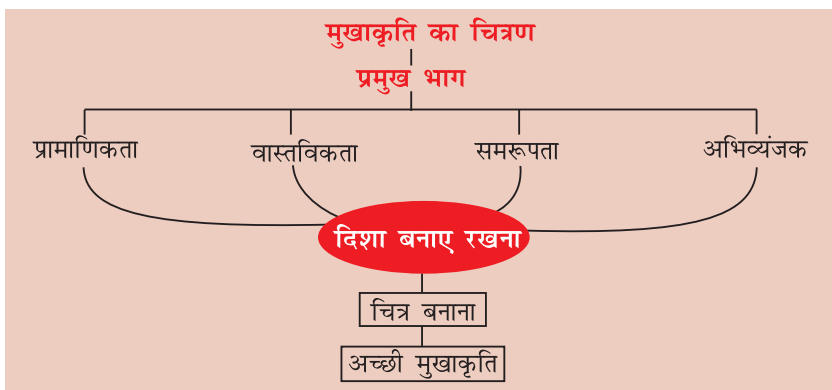 मुखाकृति का चित्रण
प्रमुख भाग
प्रामाणिकता वास्तविकता समरूपता अभिव्यंजक
दिशा बनाए रखना
चित्र बनाना
अच्छी मुखाकृति